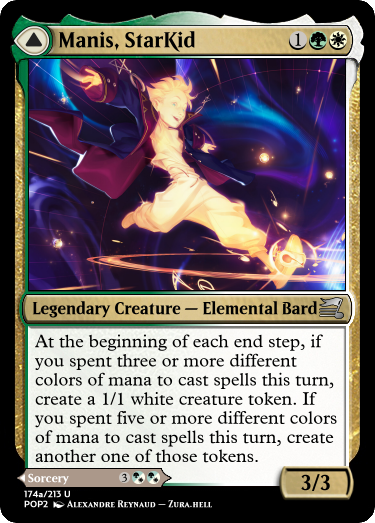 Manis, StarKid 1
Legendary Creature — Elemental Bard
At the beginning of each end step, if
you spent three or more different
colors of mana to cast spells this turn,
create a 1/1 white creature token. If
you spent five or more different colors
of mana to cast spells this turn, create
another one of those tokens.
Sorcery 3
3/3
174a/213 U
POP2 Alexandre Reynaud – Zura.hell